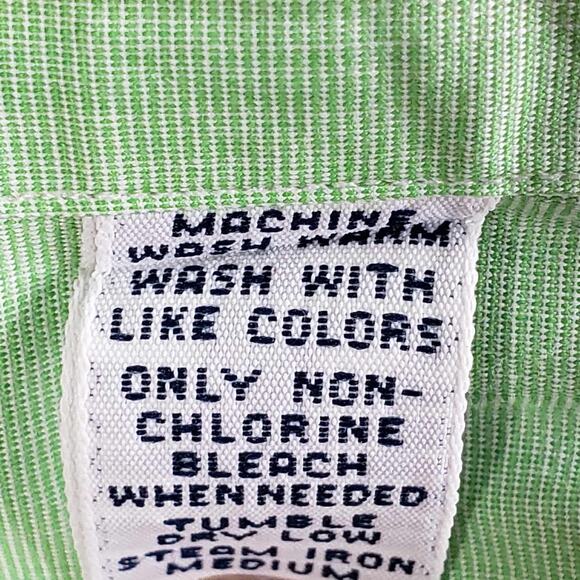 MACHINE
WASH WARM
WASH WITH
LIKE COLORS
ONLY NON-
CHLORINE
BLEACH
WHEN NEEDED
TUMBLE
DRY LOW
STEAM IRON
MEDIUM